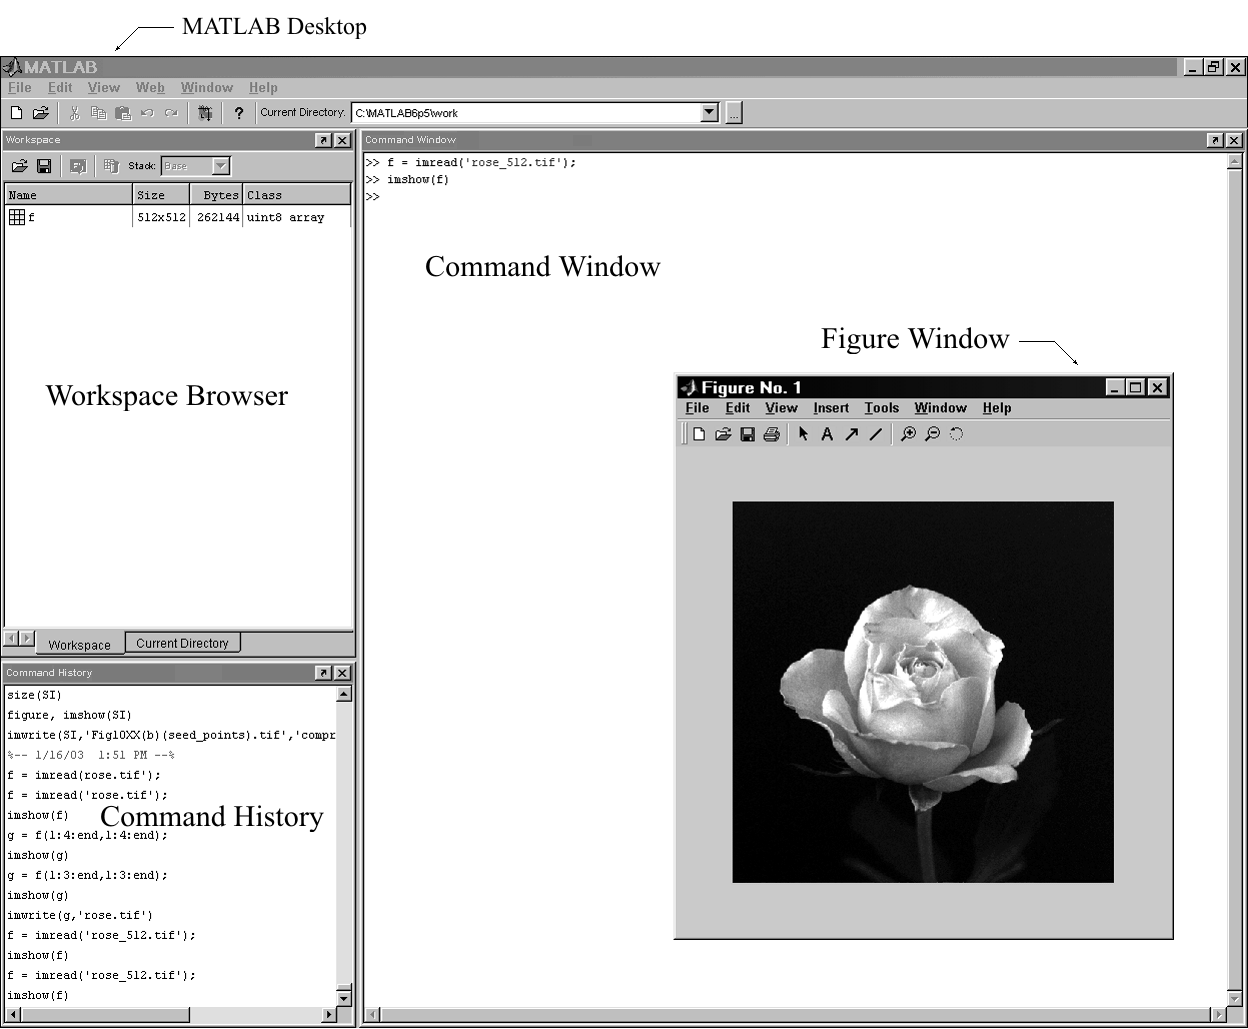 MATLAB Desktop
MATLAB
File Edit View Web Window Help
? Current Directory: C:\MATLAB6p5\work ...
Workspace
Stack: Base
Name Size Bytes Class
f 512x512 262144 uint8 array
Workspace Browser
Workspace Current Directory
Command History
size(SI)
figure, imshow(SI)
imwrite(SI,'Fig10XX(b)(seed_points).tif','compr
%-- 1/16/03 1:51 PM --%
f = imread(rose.tif');
f = imread('rose.tif');
imshow(f)
Command History
g = f(1:4:end,1:4:end);
imshow(g)
g = f(1:3:end,1:3:end);
imshow(g)
imwrite(g,'rose.tif')
f = imread('rose_512.tif');
imshow(f)
f = imread('rose_512.tif');
imshow(f)
Command Window
>> f = imread('rose_512.tif');
>> imshow(f)
>>
Command Window
Figure Window
Figure No. 1
File Edit View Insert Tools Window Help
A